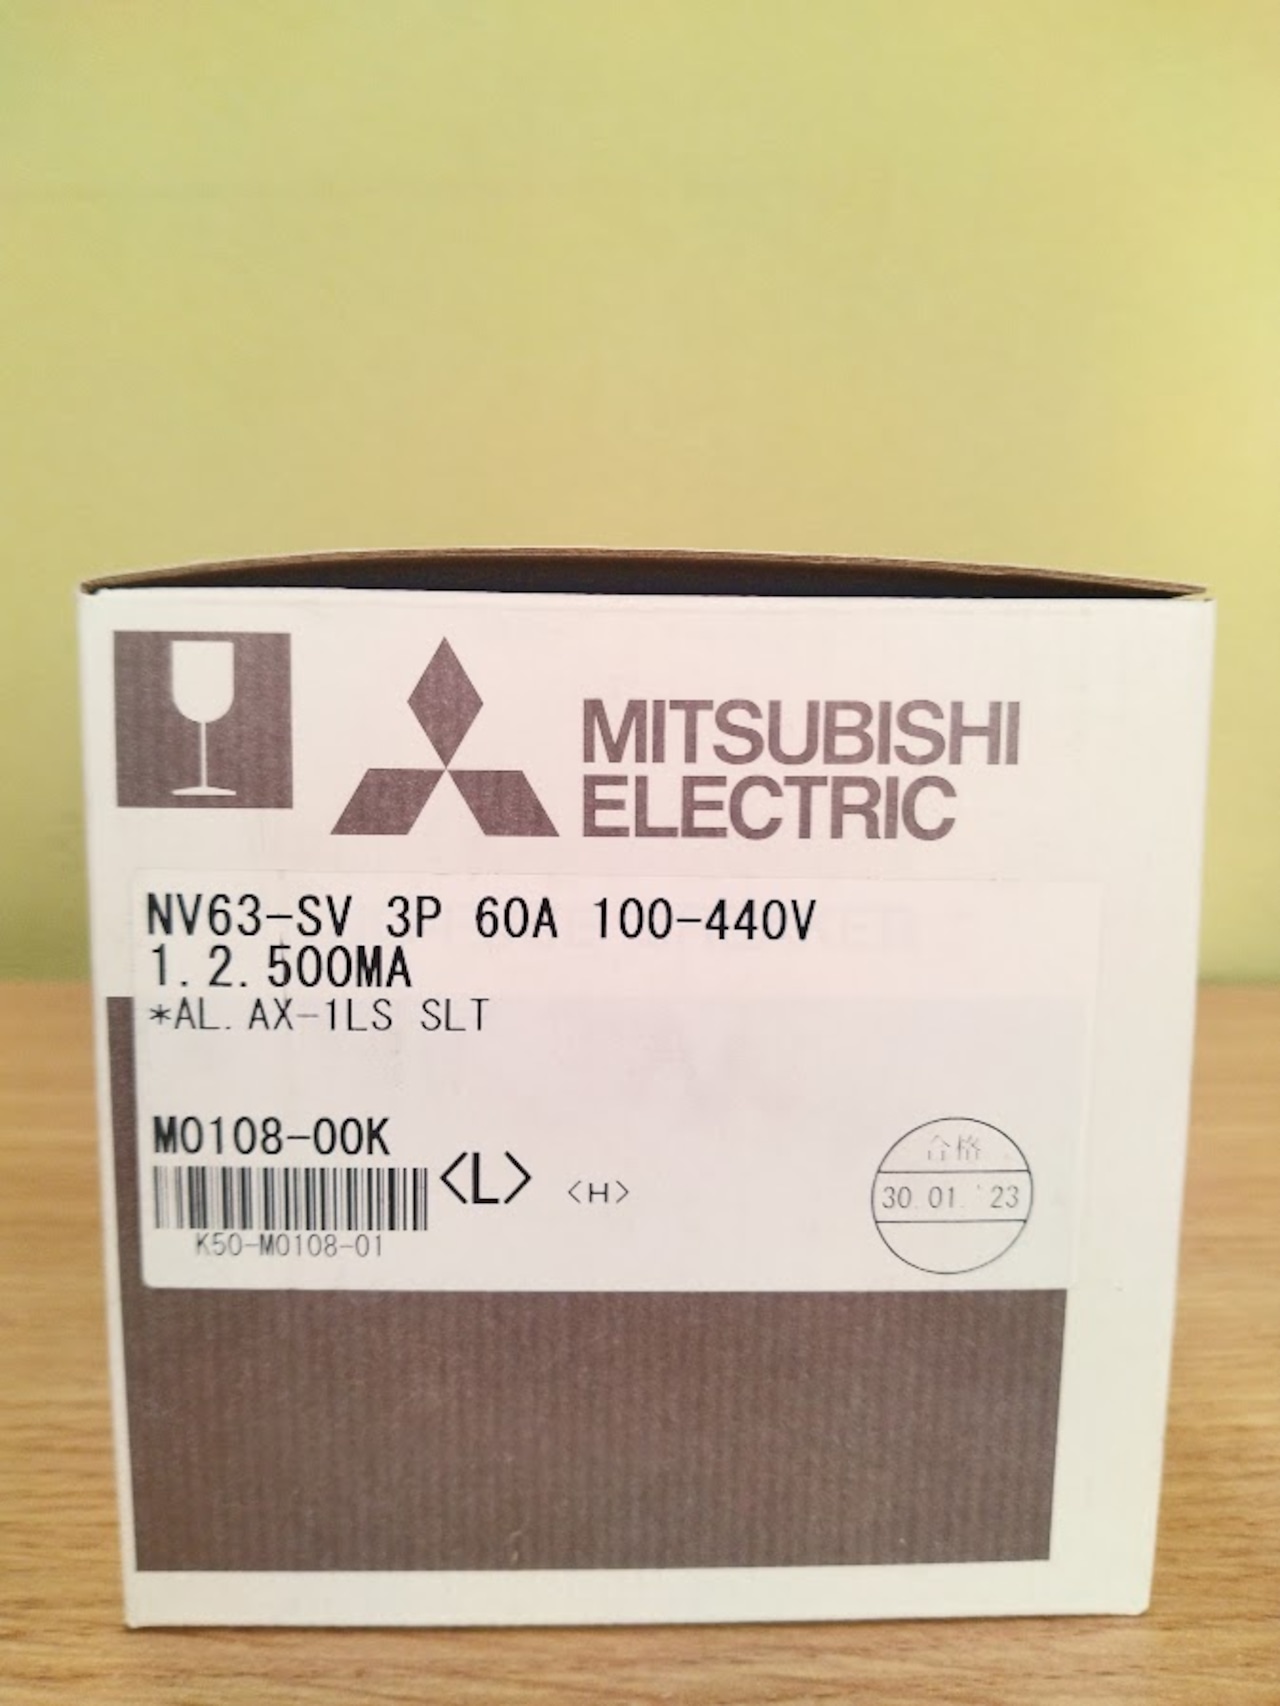 MITSUBISHI
ELECTRIC
NV63-SV 3P 60A 100-440V
1.2.500MA
*AL.AX-1LS SLT
M0108-00K
<L> <H>
K50-M0108-01
合格
30.01.'23